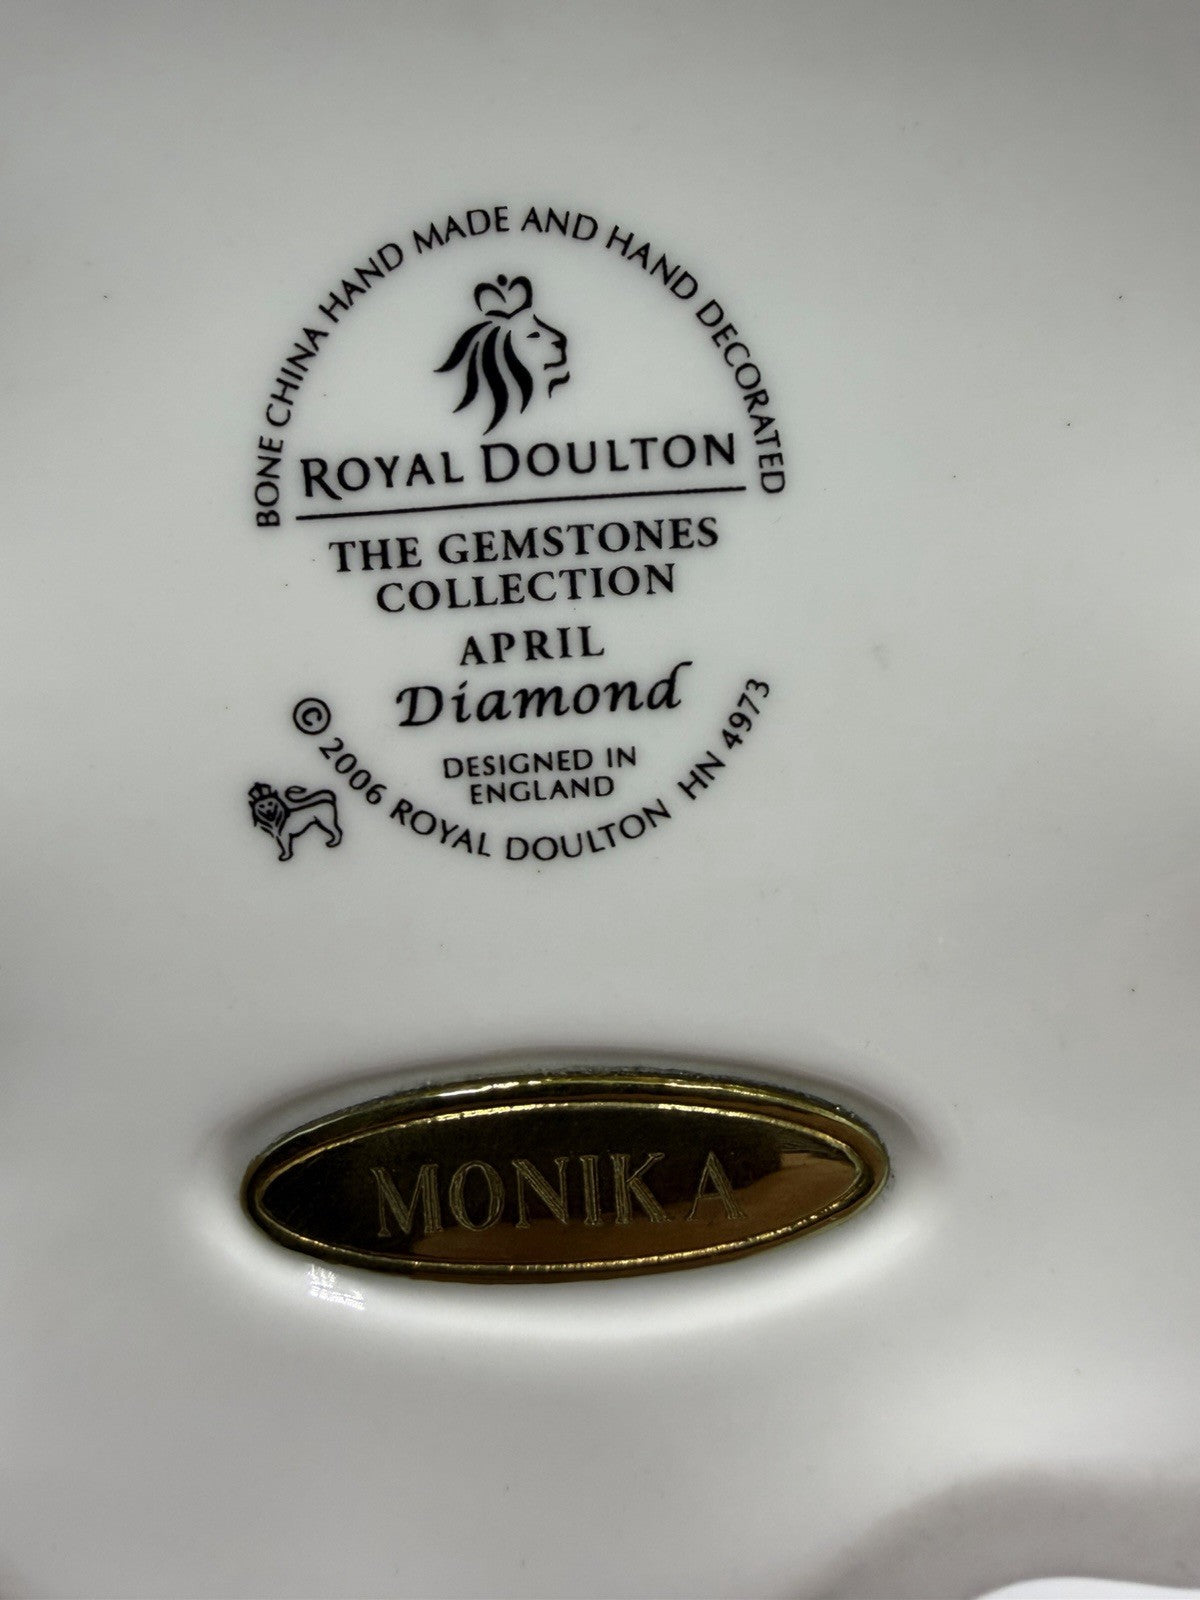 BONE CHINA HAND MADE AND HAND DECORATED
ROYAL DOULTON
THE GEMSTONES
COLLECTION
APRIL
Diamond
DESIGNED IN
ENGLAND
© 2006 ROYAL DOULTON HN 4973
MONIKA